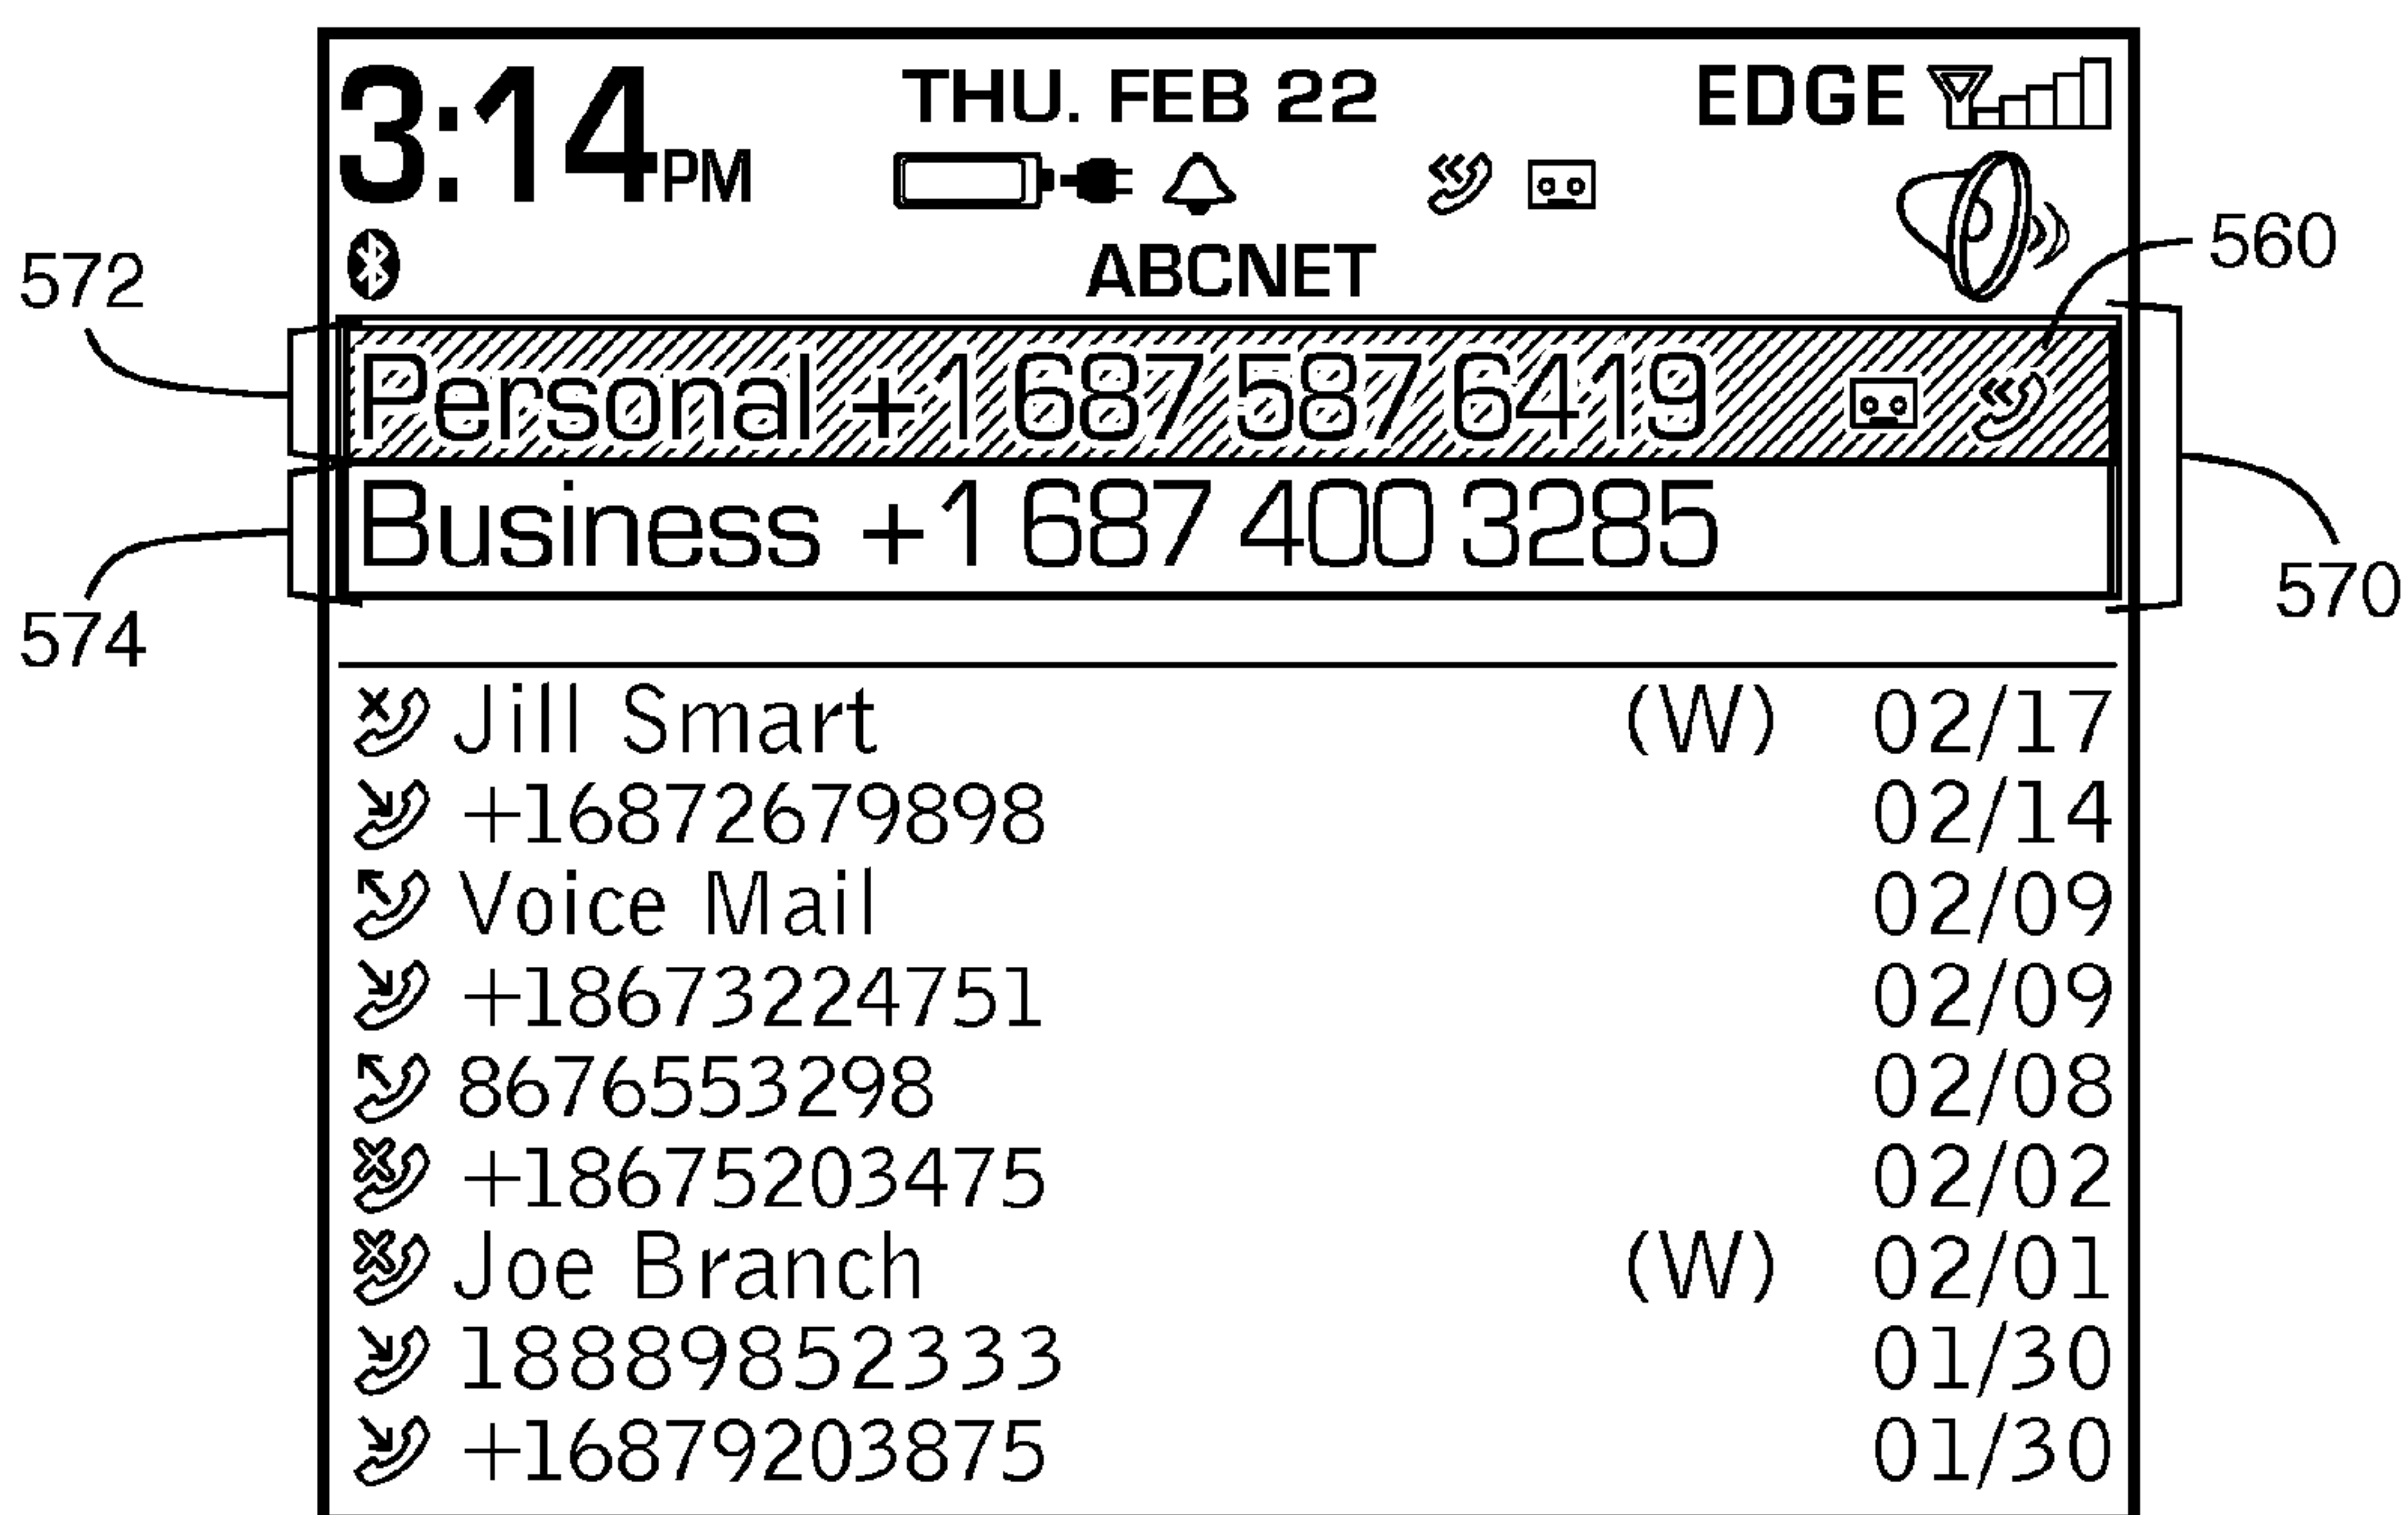 3:14 PM THU. FEB 22 EDGE
ABCNET
560
572
Personal +1 687 587 6419
Business +1 687 400 3285
570
574
Jill Smart (W) 02/17
+16872679898 02/14
Voice Mail 02/09
+18673224751 02/09
8676553298 02/08
+18675203475 02/02
Joe Branch (W) 02/01
18889852333 01/30
+16879203875 01/30